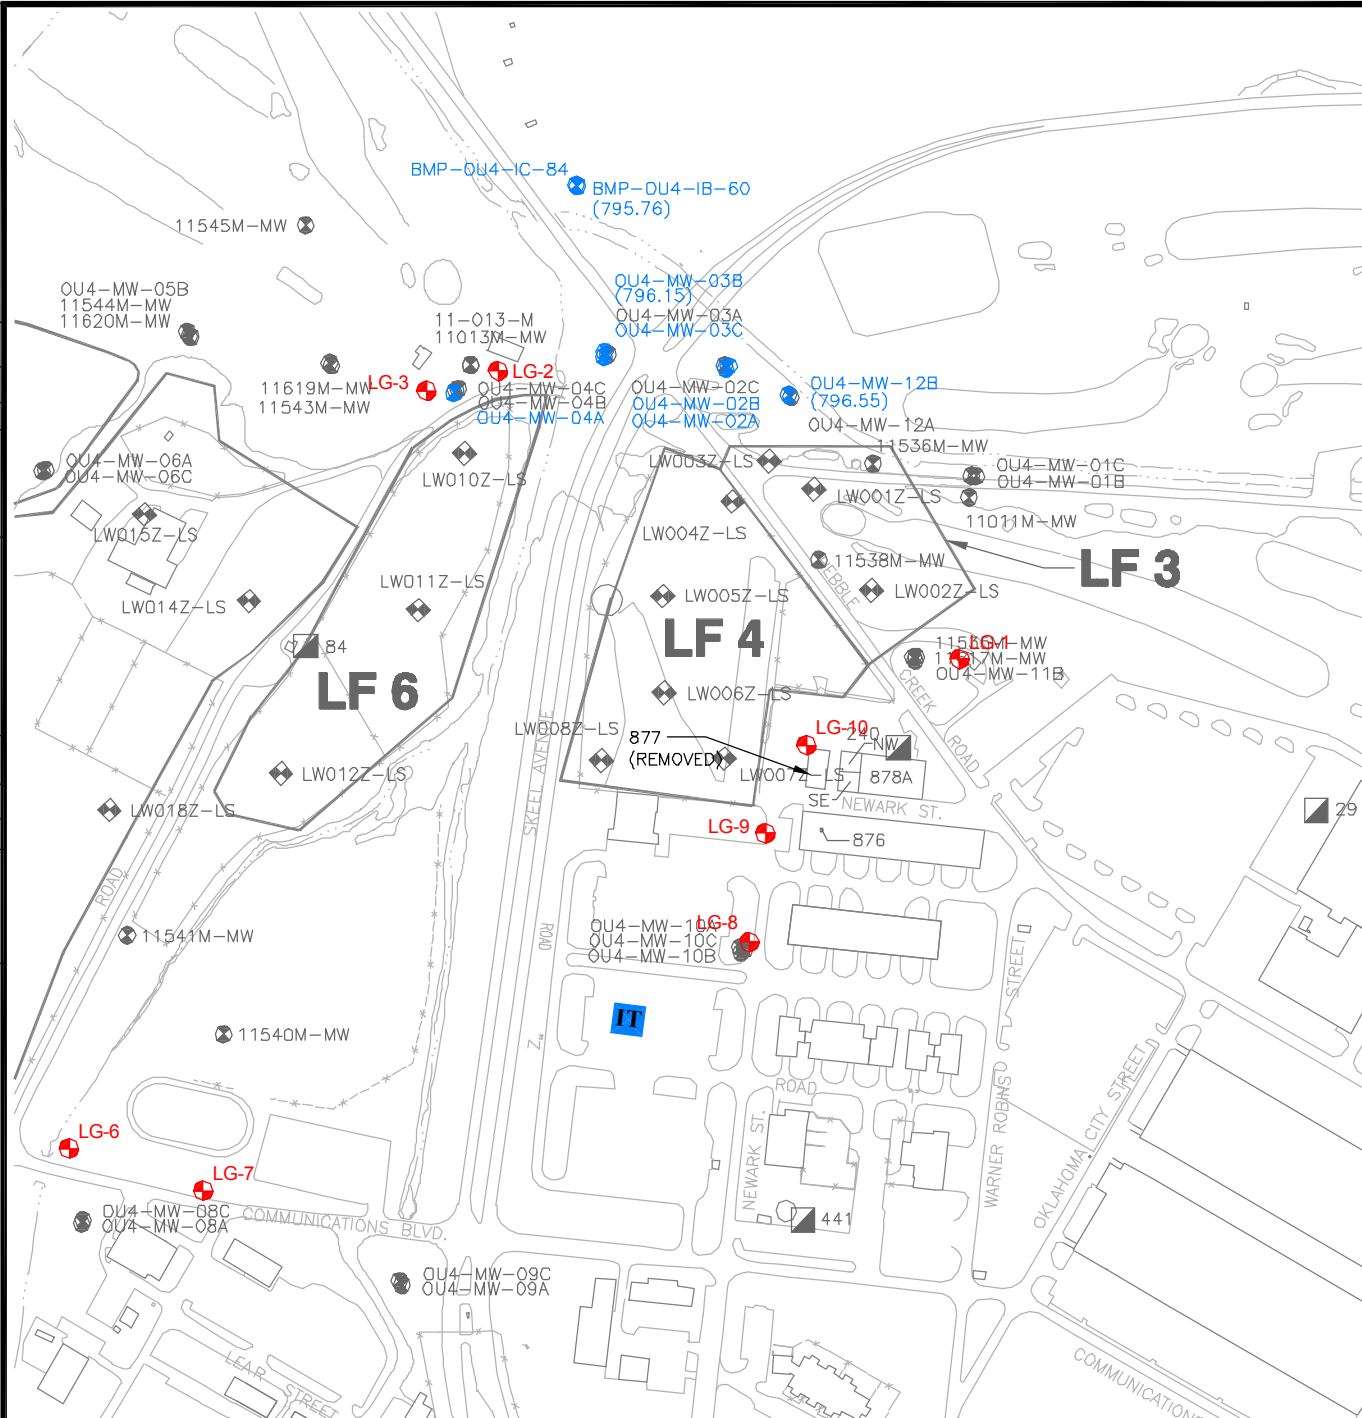 BMP-OU4-IC-84
BMP-OU4-IB-60
(795.76)
11545M-MW
OU4-MW-05B
11544M-MW
11620M-MW
OU4-MW-03B
(796.15)
OU4-MW-03A
OU4-MW-03C
11-013-M
11013M-MW
LG-2
LG-3
11619M-MW
11543M-MW
OU4-MW-04C
OU4-MW-04B
OU4-MW-04A
OU4-MW-02C
OU4-MW-02B
OU4-MW-02A
OU4-MW-12B
(796.55)
OU4-MW-12A
11536M-MW
OU4-MW-06A
OU4-MW-06C
LW010Z-LS
LW003Z-LS
OU4-MW-01C
OU4-MW-01B
LW001Z-LS
11011M-MW
LW015Z-LS
LW004Z-LS
11538M-MW
LF 3
LW011Z-LS
LW014Z-LS
LW005Z-LS
LW002Z-LS
LF 4
84
LF 6
LG-1
11617M-MW
OU4-MW-11B
LW006Z-LS
CREEK
ROAD
LW008Z-LS
877
(REMOVED)
LG-10
240
NW
878A
LW007Z-LS
SE
LW012Z-LS
LW018Z-LS
SKEEL AVENUE
NEWARK ST.
29
LG-9
876
ROAD
LG-8
OU4-MW-10A
OU4-MW-10C
OU4-MW-10B
11541M-MW
ROAD
STREET
IT
11540M-MW
Z
ROAD
NEWARK ST.
WARNER ROBINS
OKLAHOMA CITY STREET
LG-6
LG-7
OU4-MW-08C
OU4-MW-08A
COMMUNICATIONS BLVD.
441
OU4-MW-09C
OU4-MW-09A
LEAR STREET
COMMUNICATIONS